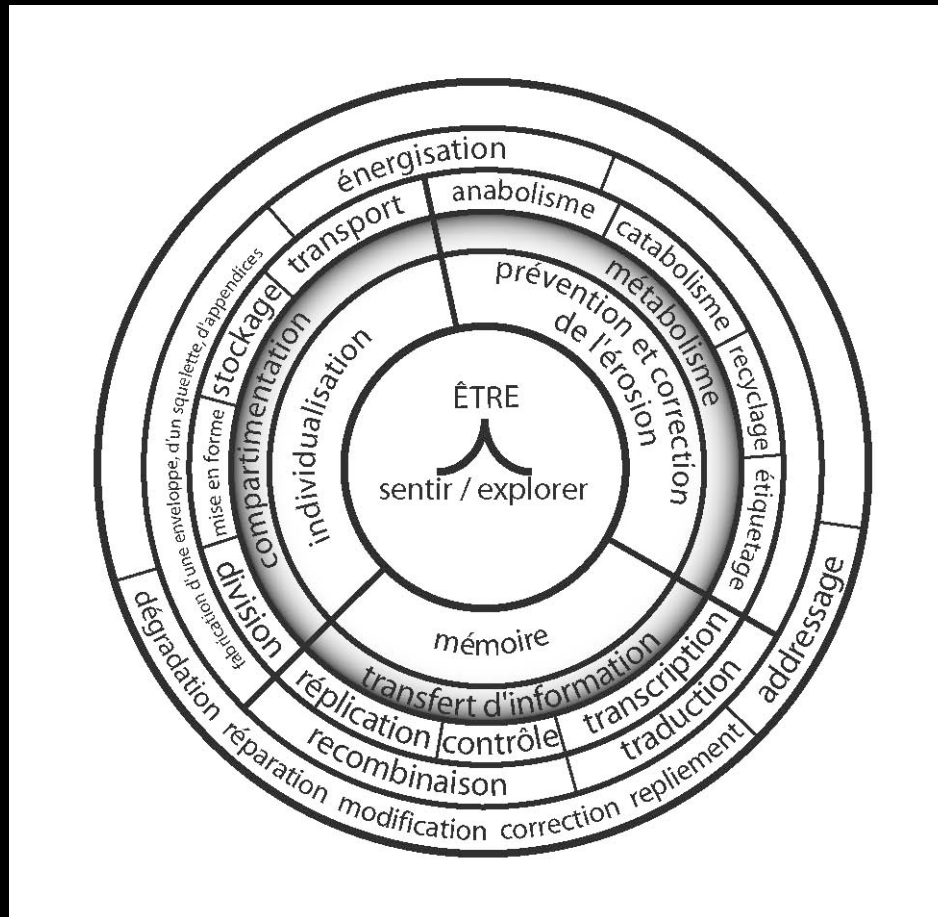 ÊTRE
sentir / explorer
individualisation
prévention et correction
de l'érosion
mémoire
compartimentation
métabolisme
transfert d'information
division
mise en forme
stockage
transport
anabolisme
catabolisme
recyclage
étiquetage
transcription
contrôle
réplication
fabrication d'une enveloppe, d'un squelette, d'appendices
énergisation
traduction
recombinaison
dégradation réparation modification correction repliement
addressage